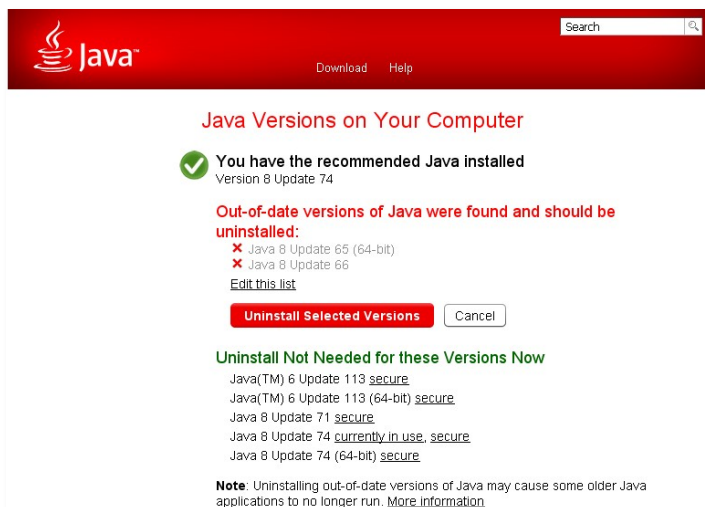 Search
Java™
Download Help
Java Versions on Your Computer
You have the recommended Java installed
Version 8 Update 74
Out-of-date versions of Java were found and should be
uninstalled:
Java 8 Update 65 (64-bit)
Java 8 Update 66
Edit this list
Uninstall Selected Versions Cancel
Uninstall Not Needed for these Versions Now
Java(TM) 6 Update 113 secure
Java(TM) 6 Update 113 (64-bit) secure
Java 8 Update 71 secure
Java 8 Update 74 currently in use, secure
Java 8 Update 74 (64-bit) secure
Note: Uninstalling out-of-date versions of Java may cause some older Java
applications to no longer run. More information